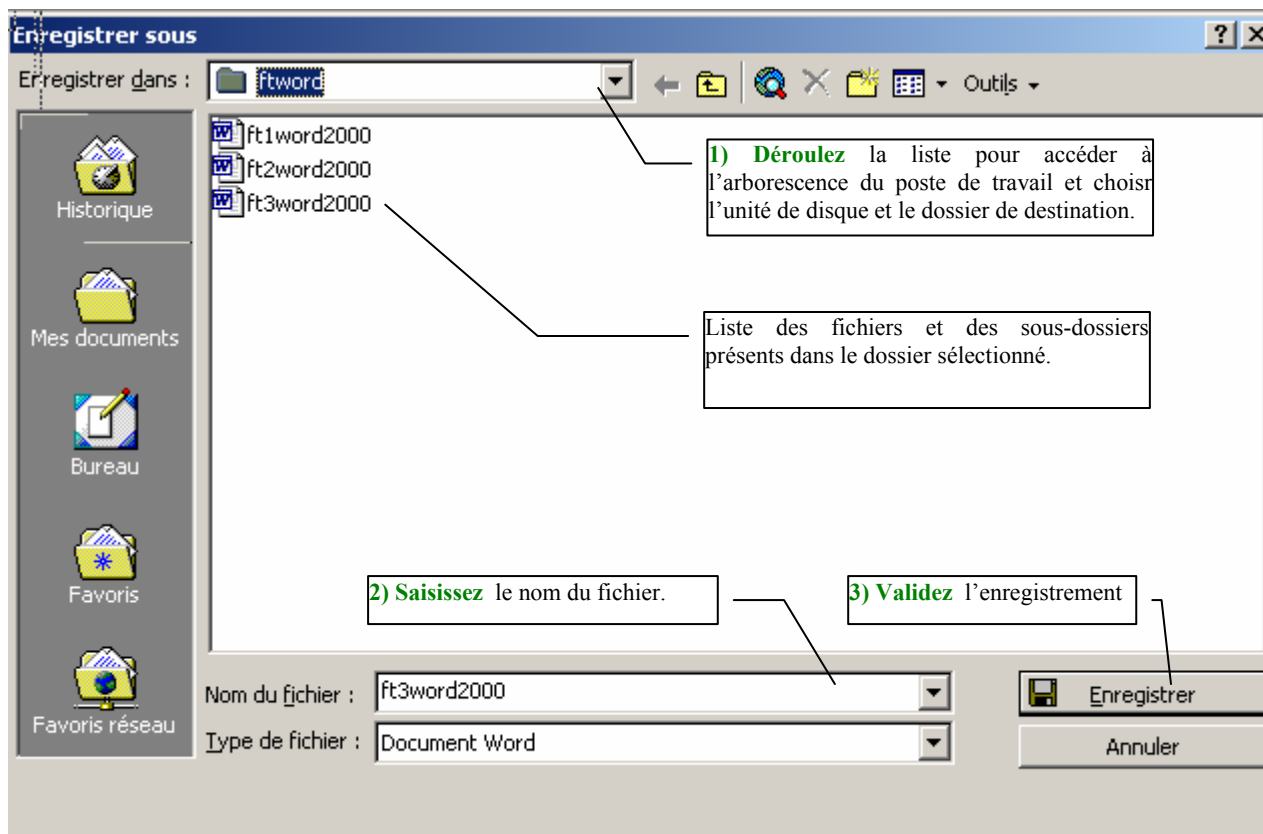 Enregistrer sous
Enregistrer dans :
ftword
Outils
Historique
Mes documents
Bureau
Favoris
Favoris réseau
ft1word2000
ft2word2000
ft3word2000
1) Déroulez la liste pour accéder à
l’arborescence du poste de travail et choisr
l’unité de disque et le dossier de destination.
Liste des fichiers et des sous-dossiers
présents dans le dossier sélectionné.
2) Saisissez le nom du fichier.
3) Validez l’enregistrement
Nom du fichier :
ft3word2000
Enregistrer
Type de fichier :
Document Word
Annuler